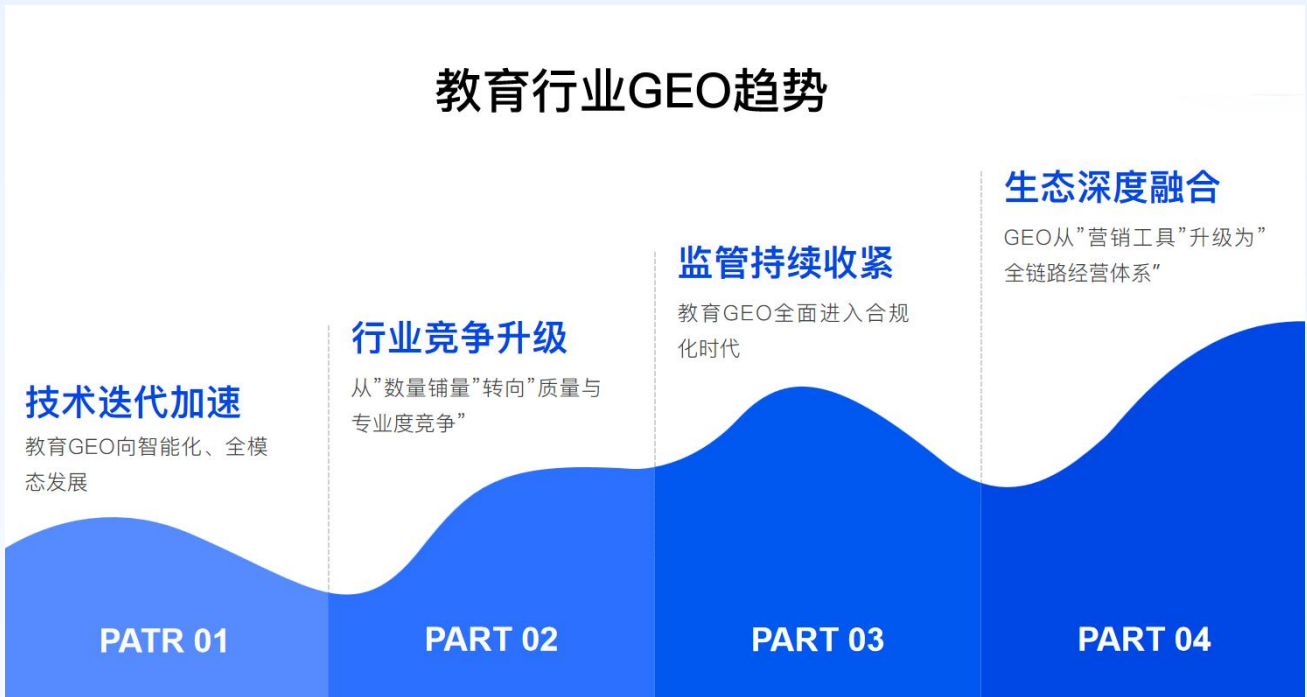 教育行业GEO趋势
技术迭代加速
教育GEO向智能化、全模
态发展
PATR 01
行业竞争升级
从”数量铺量”转向”质量与
专业度竞争”
PART 02
监管持续收紧
教育GEO全面进入合规
化时代
PART 03
生态深度融合
GEO从”营销工具”升级为”
全链路经营体系”
PART 04